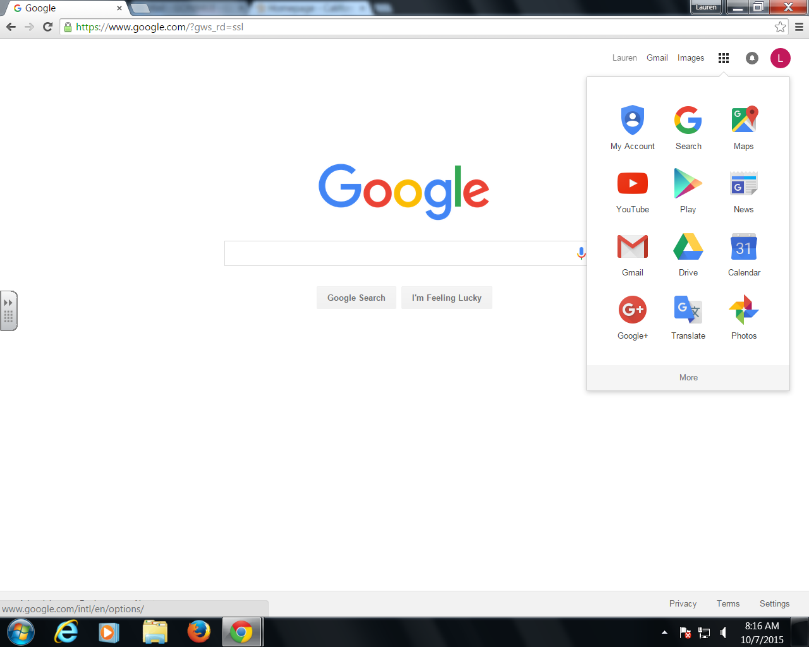 Google
Lauren
https://www.google.com/?gws_rd=ssl
Lauren Gmail Images L
My Account Search Maps
Google
YouTube Play News
31
Gmail Drive Calendar
Google Search I'm Feeling Lucky
G+
Google+ Translate Photos
More
Privacy Terms Settings
www.google.com/intl/en/options/
8:16 AM
10/7/2015